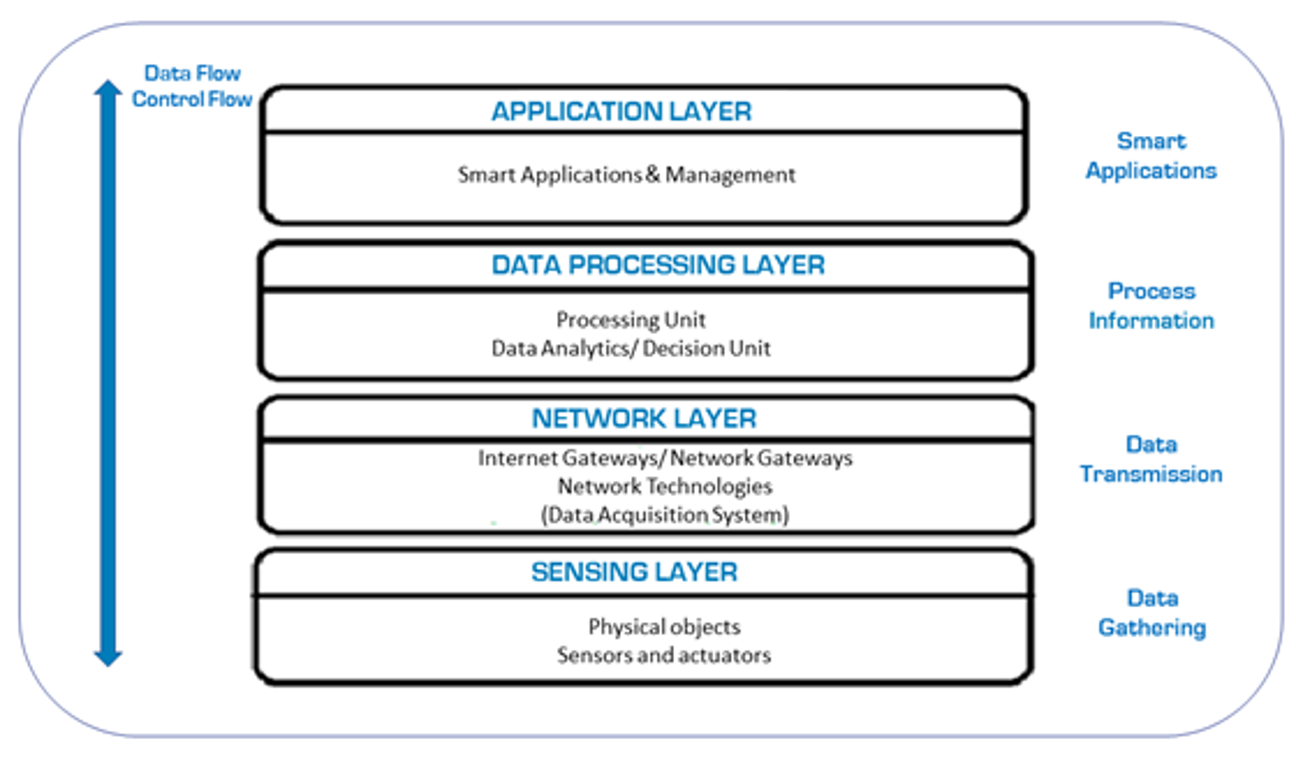 Data Flow
Control Flow
APPLICATION LAYER
Smart Applications & Management
Smart
Applications
DATA PROCESSING LAYER
Processing Unit
Data Analytics/ Decision Unit
Process
Information
NETWORK LAYER
Internet Gateways/ Network Gateways
Network Technologies
(Data Acquisition System)
Data
Transmission
SENSING LAYER
Physical objects
Sensors and actuators
Data
Gathering